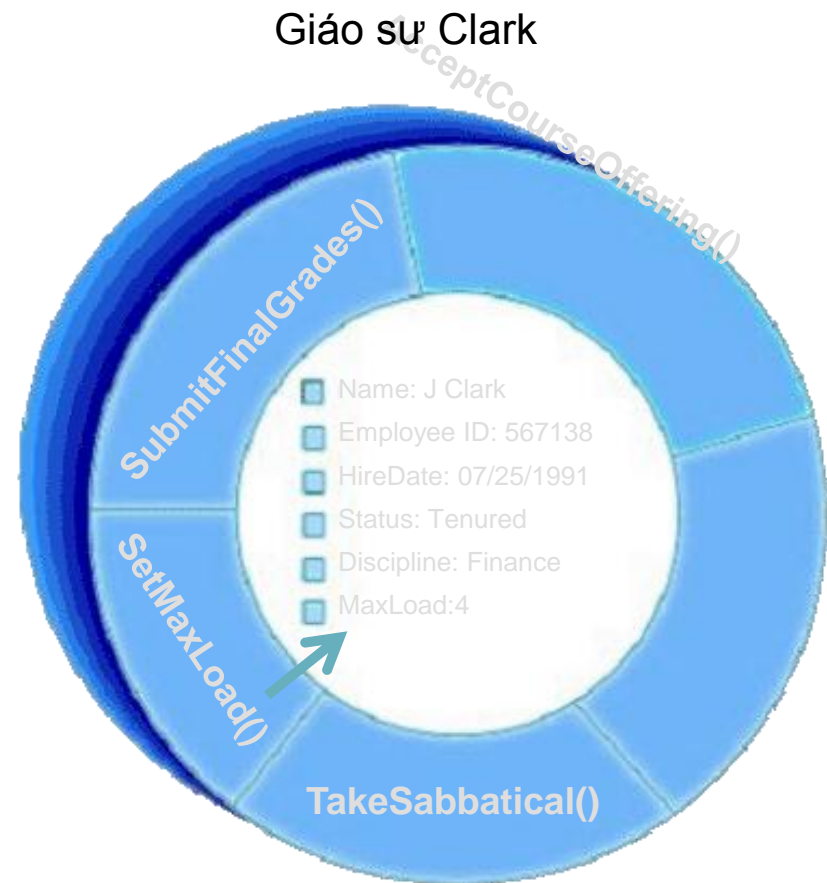 Giáo sư Clark
AcceptCourseOffering()
SubmitFinalGrades()
Name: J Clark
Employee ID: 567138
HireDate: 07/25/1991
Status: Tenured
Discipline: Finance
MaxLoad:4
SetMaxLoad()
TakeSabbatical()